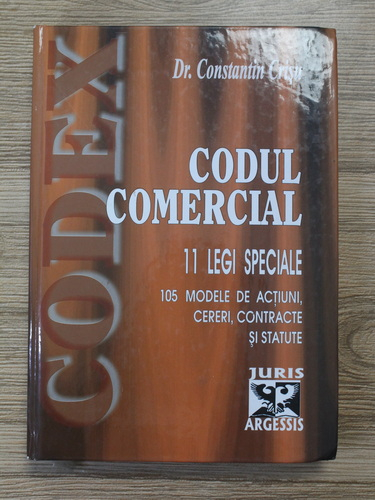 CODEX
Dr. Constantin Crişu
CODUL
COMERCIAL
11 LEGI SPECIALE
105 MODELE DE ACŢIUNI,
CERERI, CONTRACTE
ŞI STATUTE
JURIS
ARGESSIS